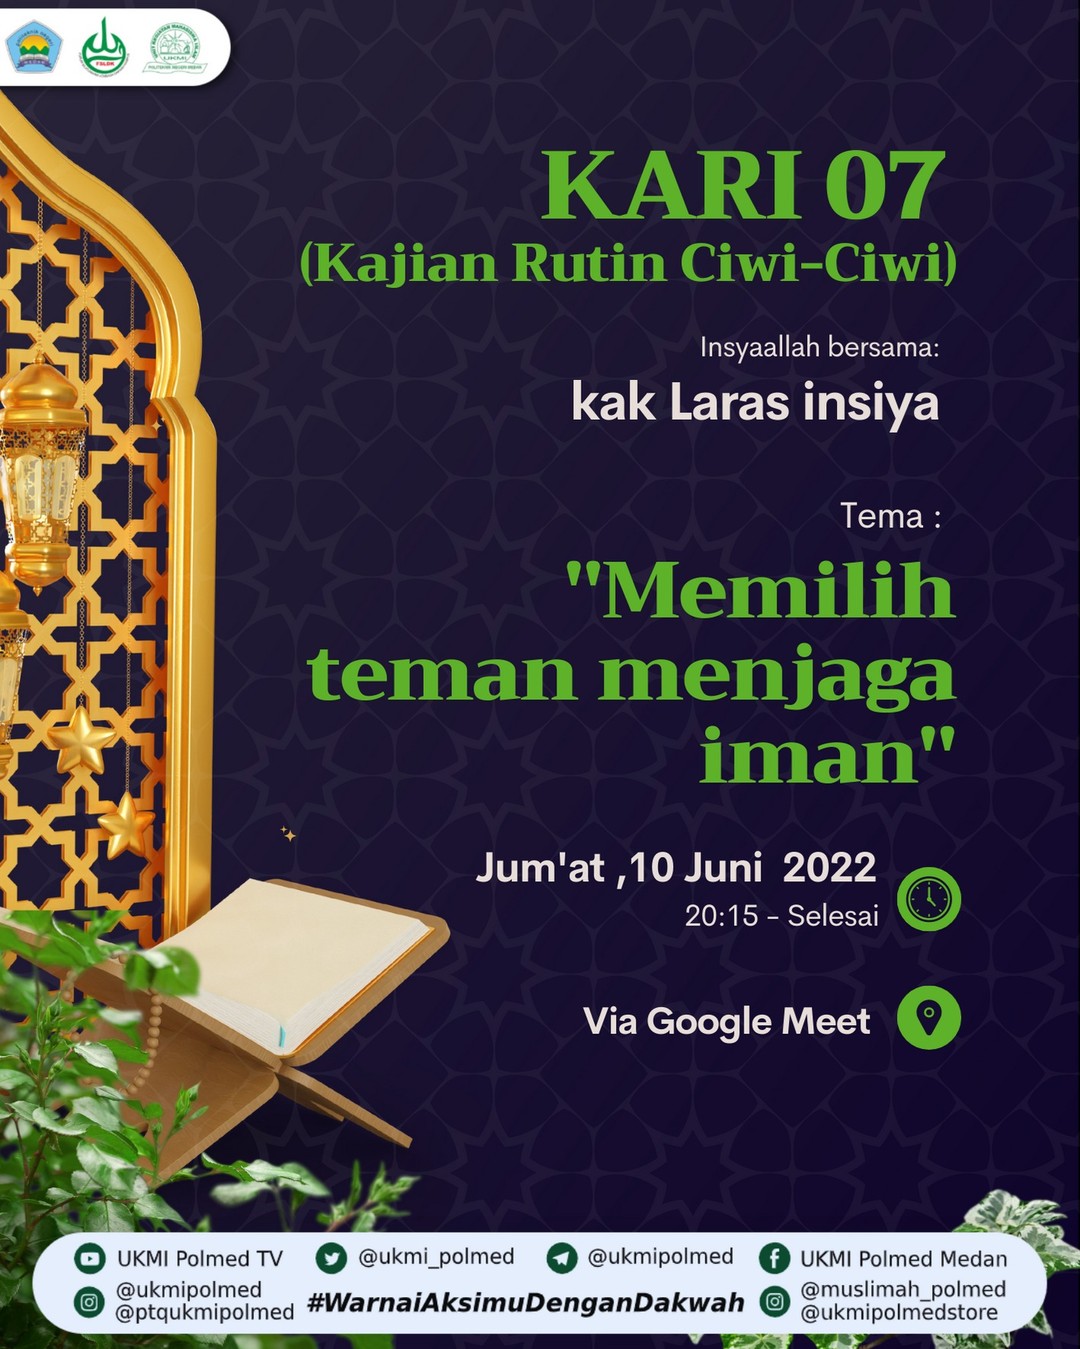 FSLDK
UKMI
KARI 07
(Kajian Rutin Ciwi-Ciwi)
Insyaallah bersama:
kak Laras insiya
Tema :
"Memilih
teman menjaga
iman"
Jum'at ,10 Juni 2022
20:15 - Selesai
Via Google Meet
UKMI Polmed TV
@ukmi_polmed
@ukmipolmed
UKMI Polmed Medan
@ukmipolmed
@ptqukmipolmed
#WarnaiAksimuDenganDakwah
@muslimah_polmed
@ukmipolmedstore